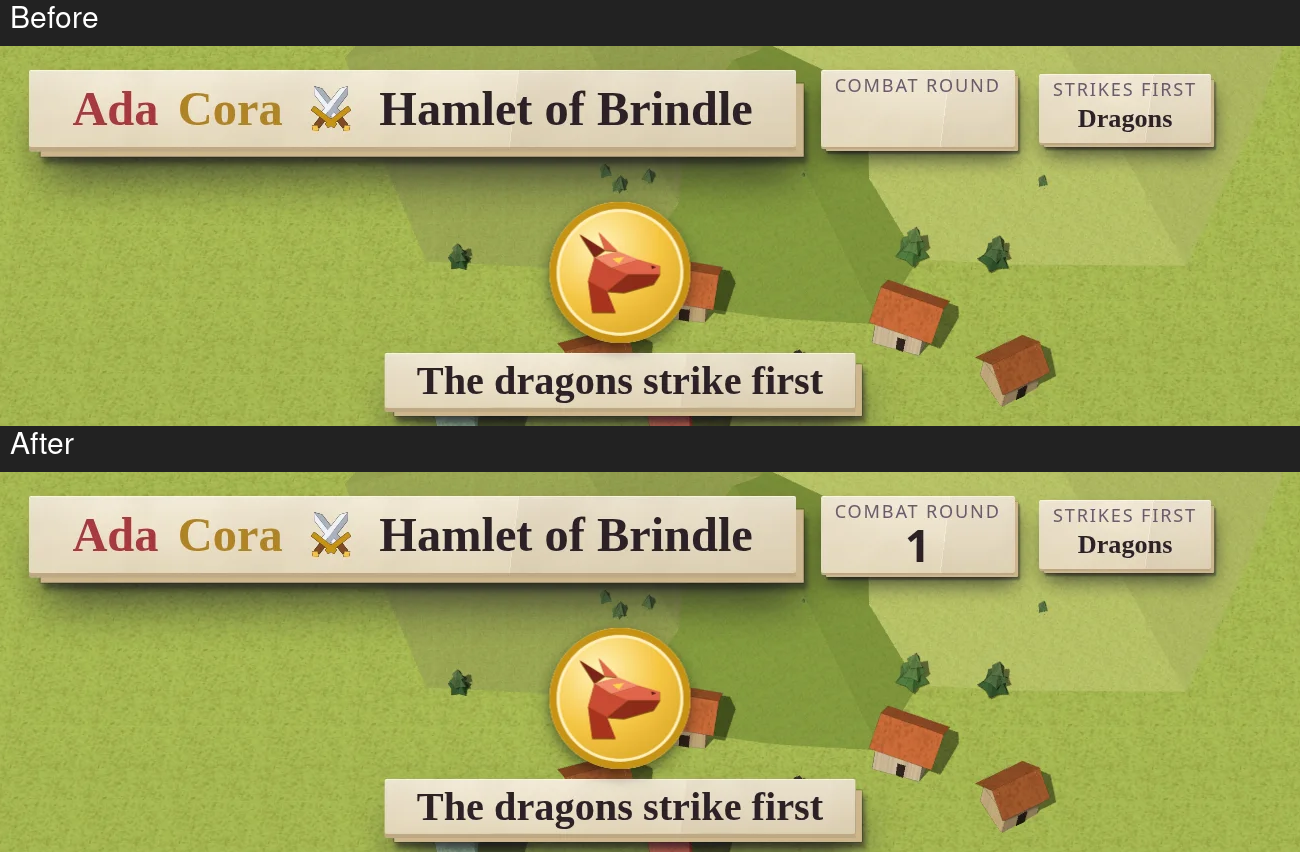 Before
Ada Cora Hamlet of Brindle
COMBAT ROUND
STRIKES FIRST
Dragons
The dragons strike first
After
Ada Cora Hamlet of Brindle
COMBAT ROUND
1
STRIKES FIRST
Dragons
The dragons strike first